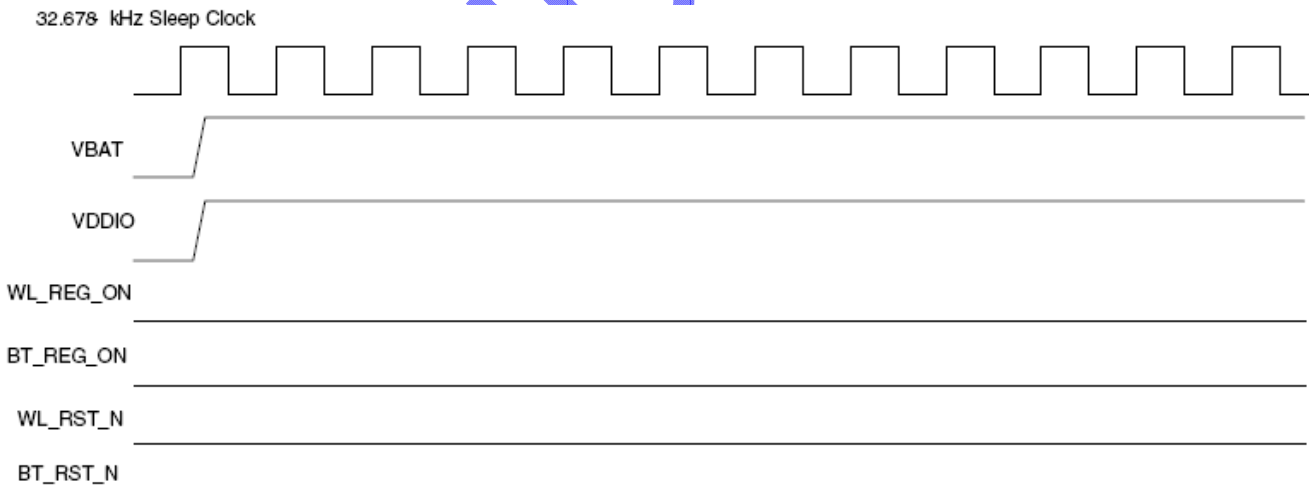 32.678 kHz Sleep Clock
VBAT
VDDIO
WL_REG_ON
BT_REG_ON
WL_RST_N
BT_RST_N